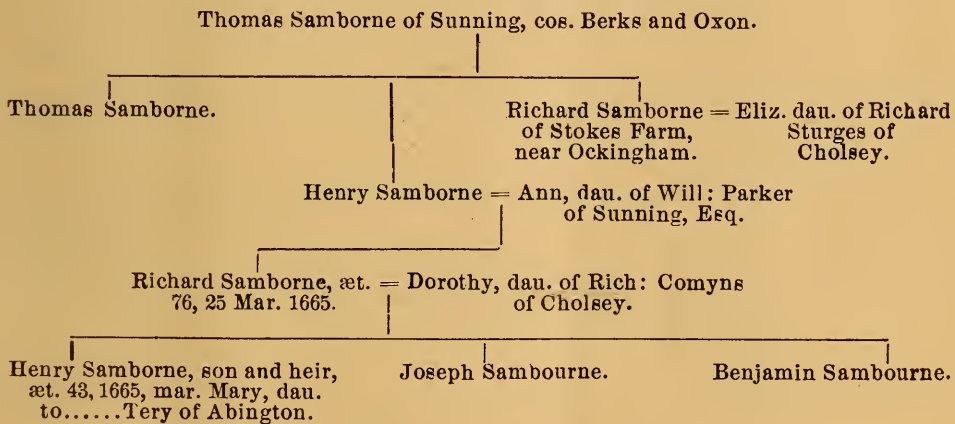 Thomas Samborne of Sunning, cos. Berks and Oxon.
Thomas Samborne.
Richard Samborne = Eliz. dau. of Richard
of Stokes Farm, Sturges of
near Ockingham. Cholsey.
Henry Samborne = Ann, dau. of Will: Parker
of Sunning, Esq.
Richard Samborne, æt. = Dorothy, dau. of Rich: Comyns
76, 25 Mar. 1665. of Cholsey.
Henry Samborne, son and heir,
æt. 43, 1665, mar. Mary, dau.
to......Tery of Abington.
Joseph Sambourne.
Benjamin Sambourne.